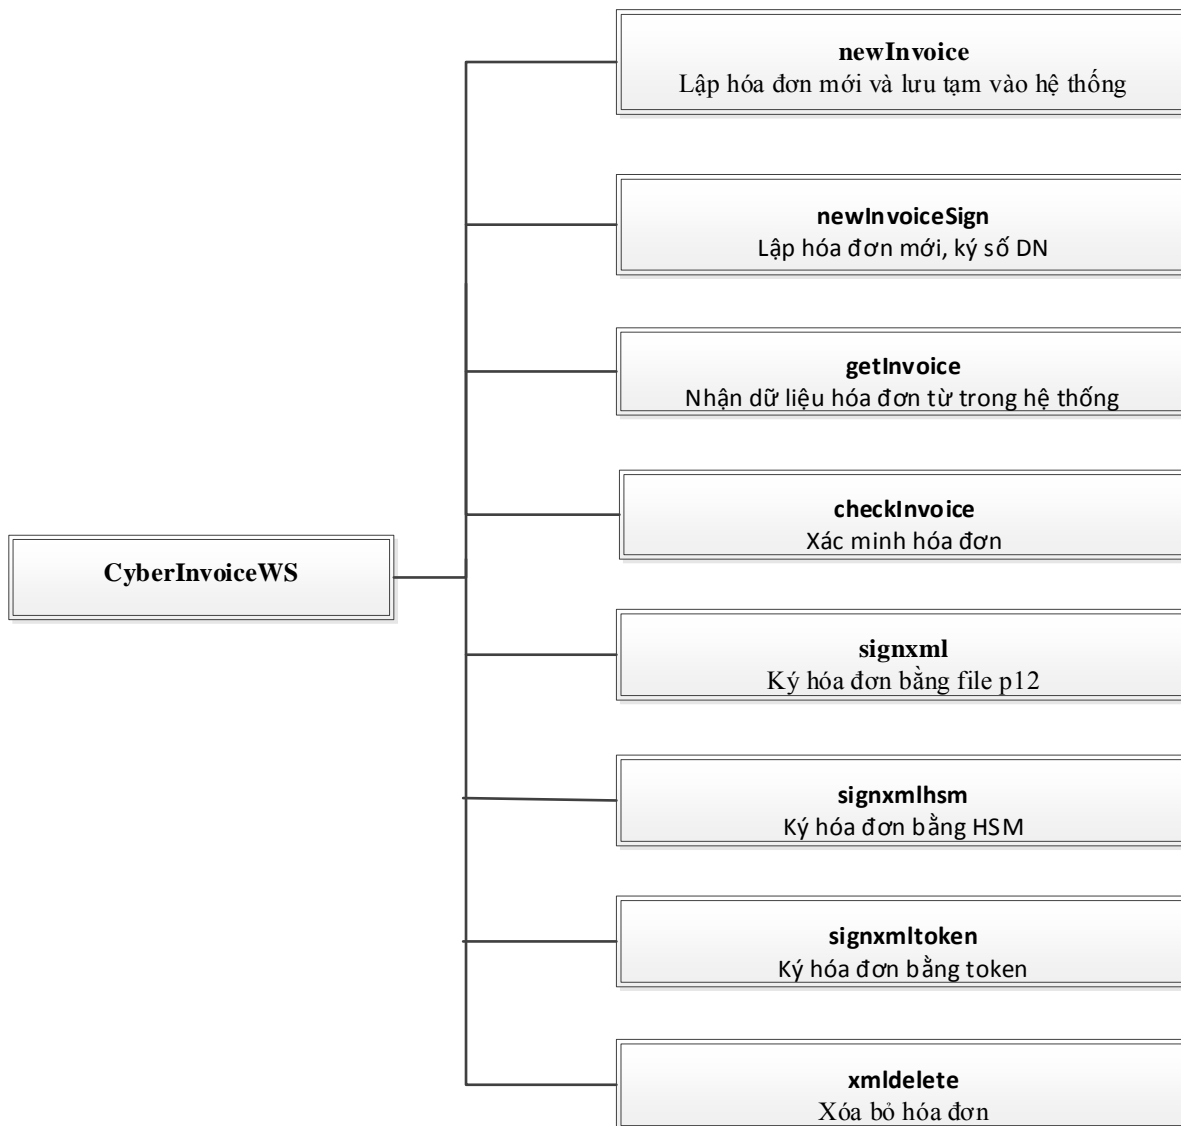 newInvoice
Lập hóa đơn mới và lưu tạm vào hệ thống
newInvoiceSign
Lập hóa đơn mới, ký số DN
getInvoice
Nhận dữ liệu hóa đơn từ trong hệ thống
checkInvoice
Xác minh hóa đơn
CyberInvoiceWS
signxml
Ký hóa đơn bằng file p12
signxmlhsm
Ký hóa đơn bằng HSM
signxmltoken
Ký hóa đơn bằng token
xmldelete
Xóa bỏ hóa đơn